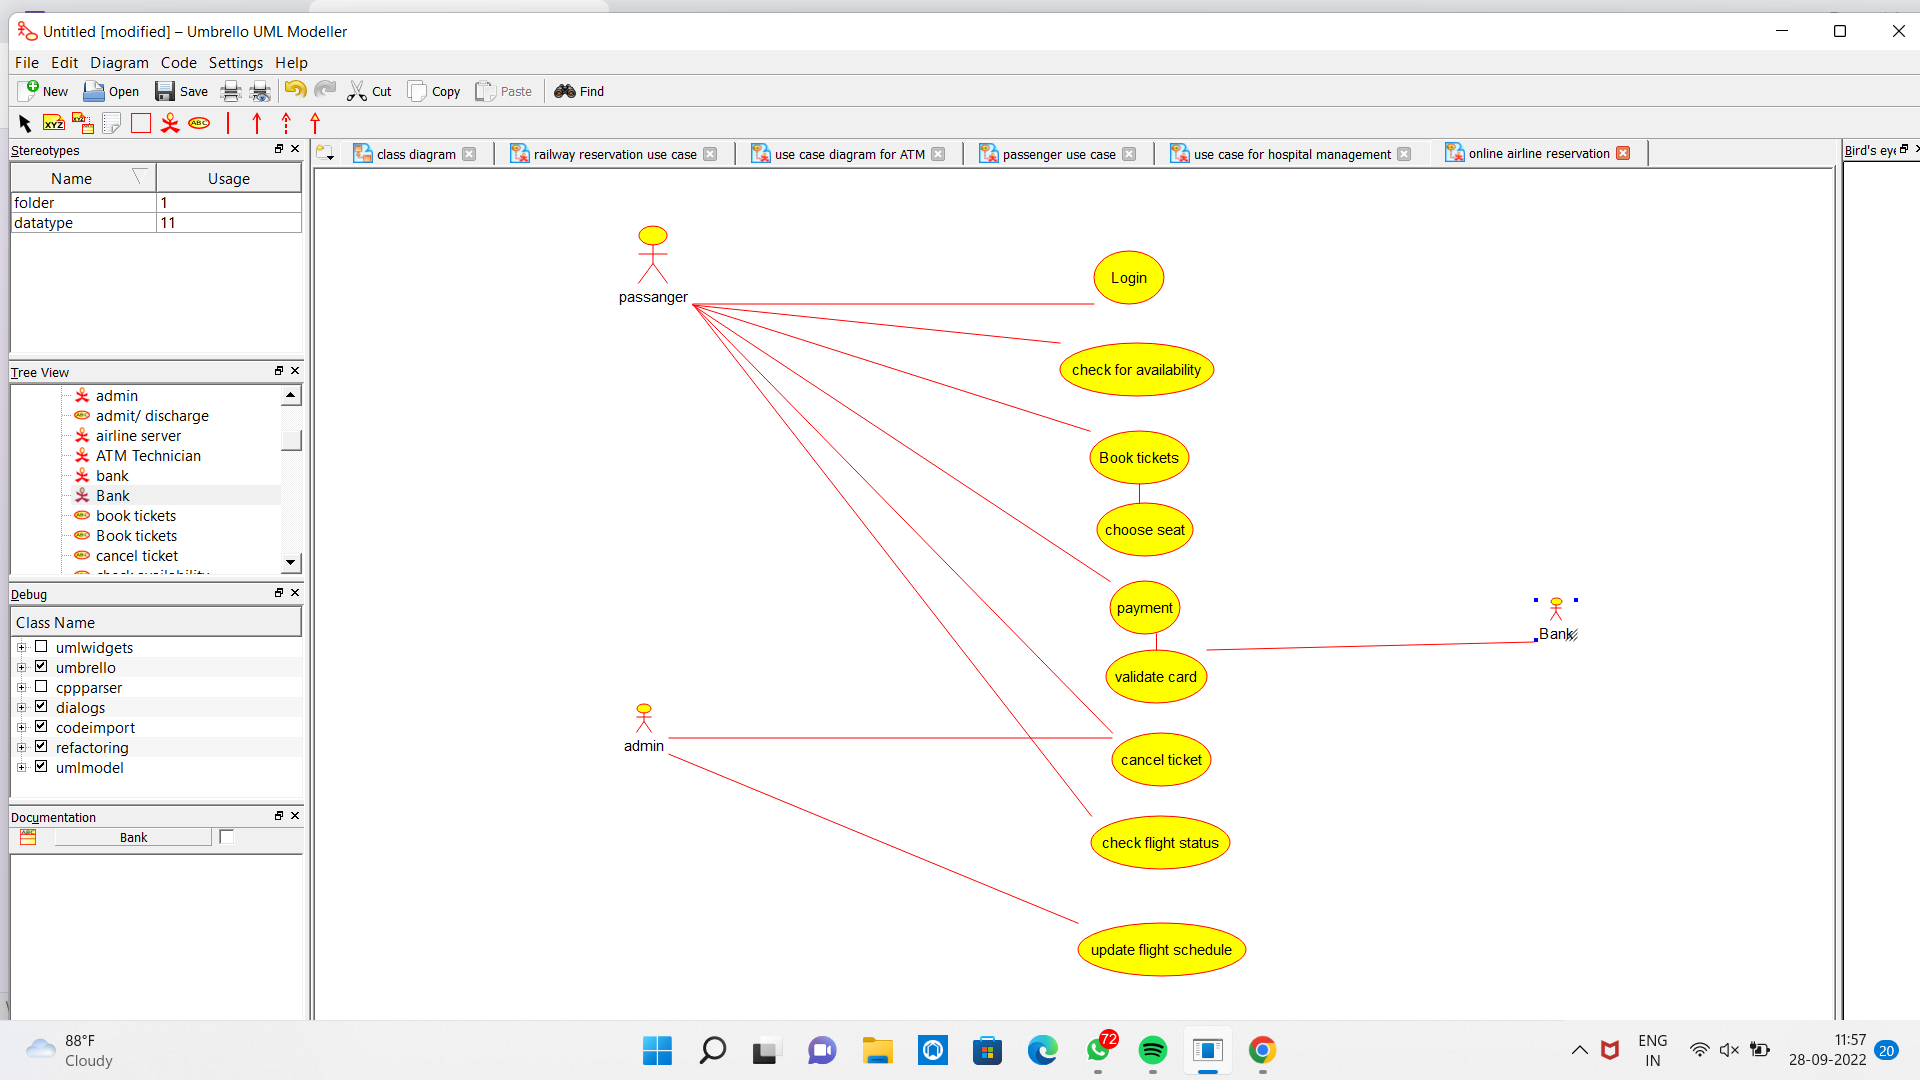 Untitled [modified] – Umbrello UML Modeller
File Edit Diagram Code Settings Help
New Open Save Cut Copy Paste Find
XYZ ABC
Stereotypes
Name Usage
folder 1
datatype 11
Tree View
admin
admit/ discharge
airline server
ATM Technician
bank
Bank
book tickets
Book tickets
cancel ticket
check availability
Debug
Class Name
umlwidgets
umbrello
cppparser
dialogs
codeimport
refactoring
umlmodel
Documentation
Bank
class diagram
railway reservation use case
use case diagram for ATM
passenger use case
use case for hospital management
online airline reservation
Bird's eye
passanger
Login
check for availability
Book tickets
choose seat
payment
Bank
validate card
admin
cancel ticket
check flight status
update flight schedule
88°F
Cloudy
72
ENG
IN
11:57
28-09-2022
20